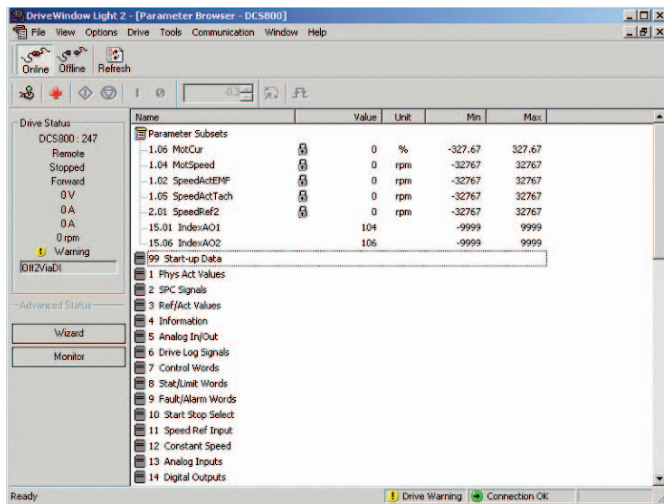 DriveWindow Light 2 - [Parameter Browser - DCS800]
File View Options Drive Tools Communication Window Help
Online Offline Refresh
I 0 -0.3
Drive Status
DCS800 : 247
Remote
Stopped
Forward
0 V
0 A
0 A
0 rpm
Warning
Off2ViaDI
Advanced Status
Wizard
Monitor
Name Value Unit Min Max
Parameter Subsets
1.06 MotCur 0 % -327.67 327.67
1.04 MotSpeed 0 rpm -32767 32767
1.02 SpeedActEMF 0 rpm -32767 32767
1.05 SpeedActTach 0 rpm -32767 32767
2.01 SpeedRef2 0 rpm -32767 32767
15.01 IndexAO1 104 -9999 9999
15.06 IndexAO2 106 -9999 9999
99 Start-up Data
1 Phys Act Values
2 SPC Signals
3 Ref/Act Values
4 Information
5 Analog In/Out
6 Drive Log Signals
7 Control Words
8 Stat/Limit Words
9 Fault/Alarm Words
10 Start Stop Select
11 Speed Ref Input
12 Constant Speed
13 Analog Inputs
14 Digital Outputs
Ready Drive Warning Connection OK